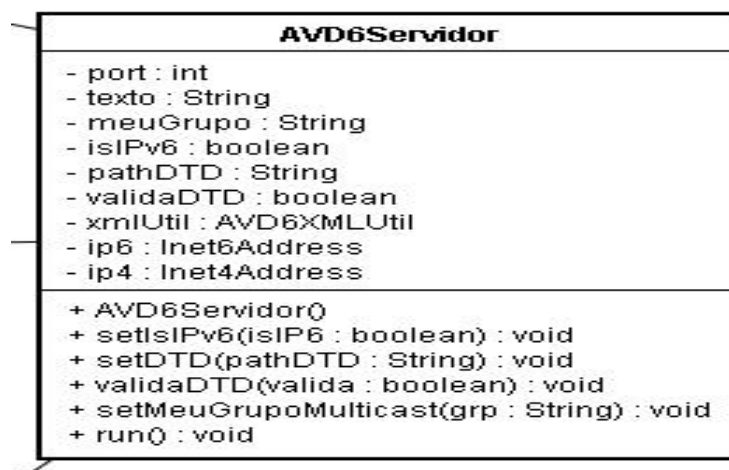 AVD6Servidor
- port : int
- texto : String
- meuGrupo : String
- isIPv6 : boolean
- pathDTD : String
- validaDTD : boolean
- xmlUtil : AVD6XMLUtil
- ip6 : Inet6Address
- ip4 : Inet4Address
+ AVD6Servidor()
+ setIsIPv6(isIP6 : boolean) : void
+ setDTD(pathDTD : String) : void
+ validaDTD(valida : boolean) : void
+ setMeuGrupoMulticast(grp : String) : void
+ run() : void